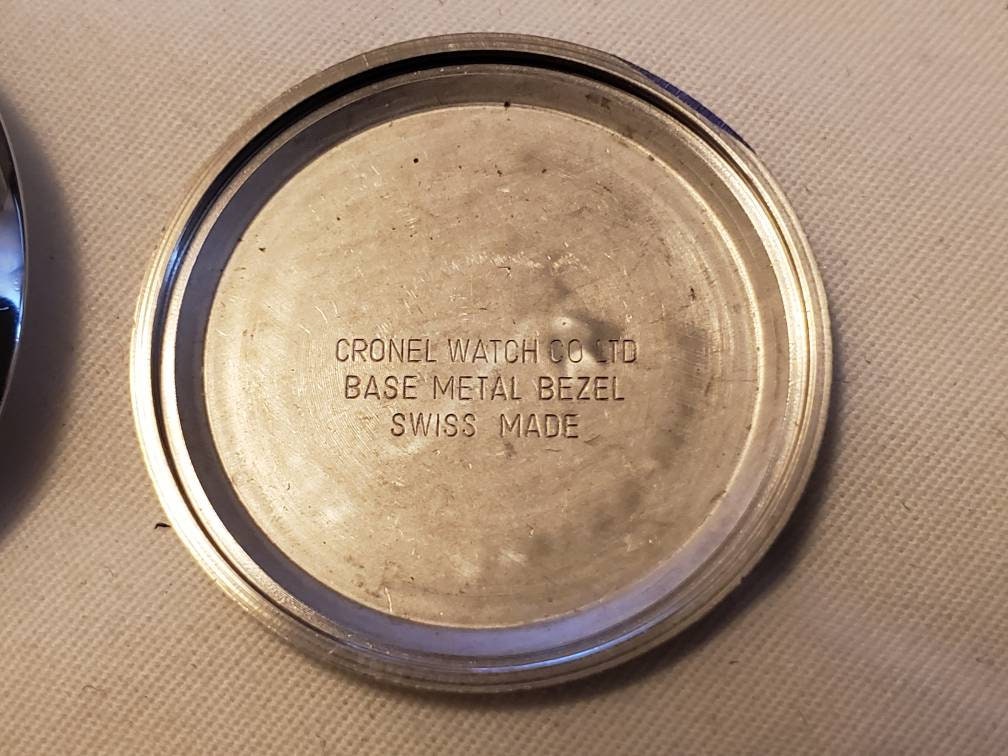 CRONEL WATCH CO LTD
BASE METAL BEZEL
SWISS MADE